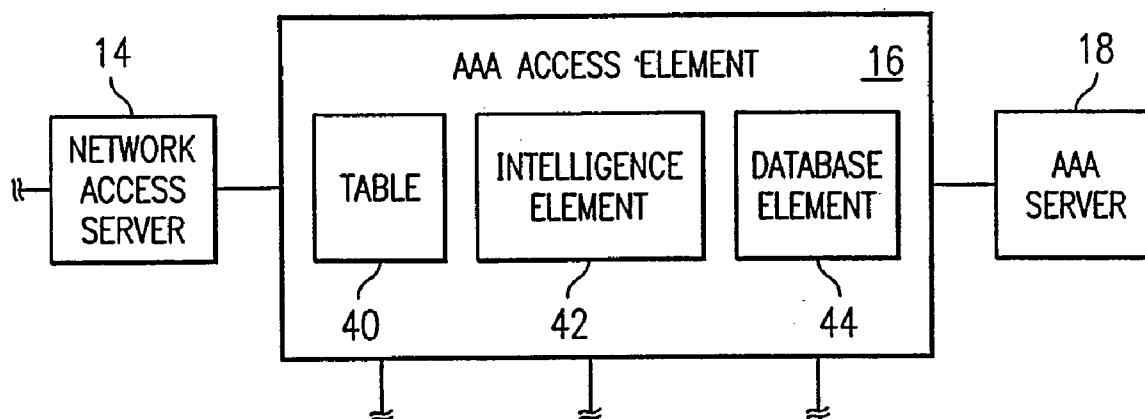 14
NETWORK
ACCESS
SERVER
AAA ACCESS ELEMENT
16
TABLE
40
INTELLIGENCE
ELEMENT
42
DATABASE
ELEMENT
44
18
AAA
SERVER